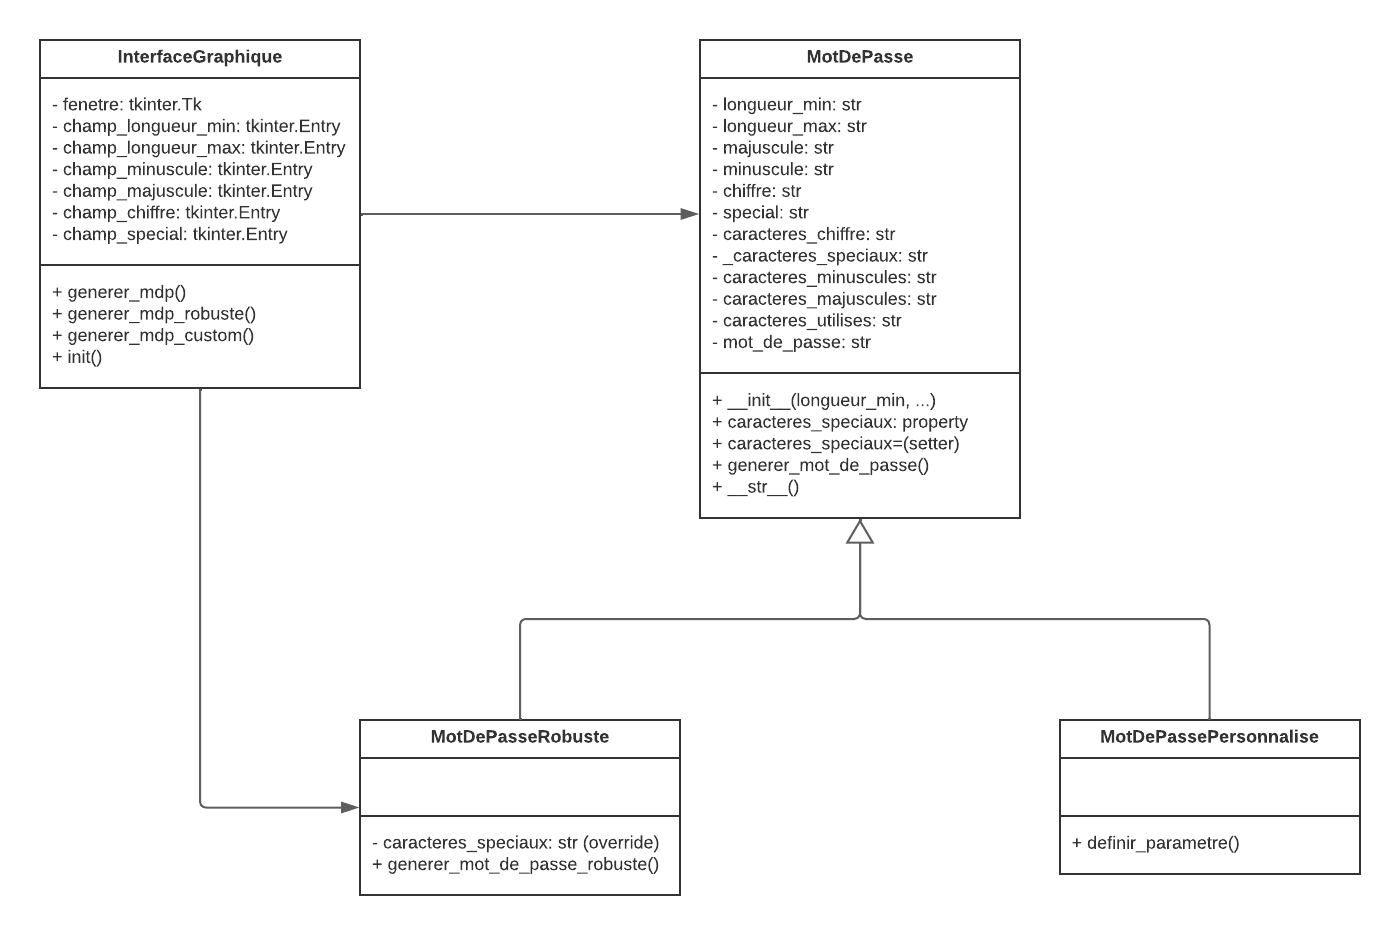 InterfaceGraphique
- fenetre: tkinter.Tk
- champ_longueur_min: tkinter.Entry
- champ_longueur_max: tkinter.Entry
- champ_minuscule: tkinter.Entry
- champ_majuscule: tkinter.Entry
- champ_chiffre: tkinter.Entry
- champ_special: tkinter.Entry
+ generer_mdp()
+ generer_mdp_robuste()
+ generer_mdp_custom()
+ init()
MotDePasse
- longueur_min: str
- longueur_max: str
- majuscule: str
- minuscule: str
- chiffre: str
- special: str
- caracteres_chiffre: str
- _caracteres_speciaux: str
- caracteres_minuscules: str
- caracteres_majuscules: str
- caracteres_utilises: str
- mot_de_passe: str
+ __init__(longueur_min, ...)
+ caracteres_speciaux: property
+ caracteres_speciaux=(setter)
+ generer_mot_de_passe()
+ __str__()
MotDePasseRobuste
- caracteres_speciaux: str (override)
+ generer_mot_de_passe_robuste()
MotDePassePersonnalise
+ definir_parametre()